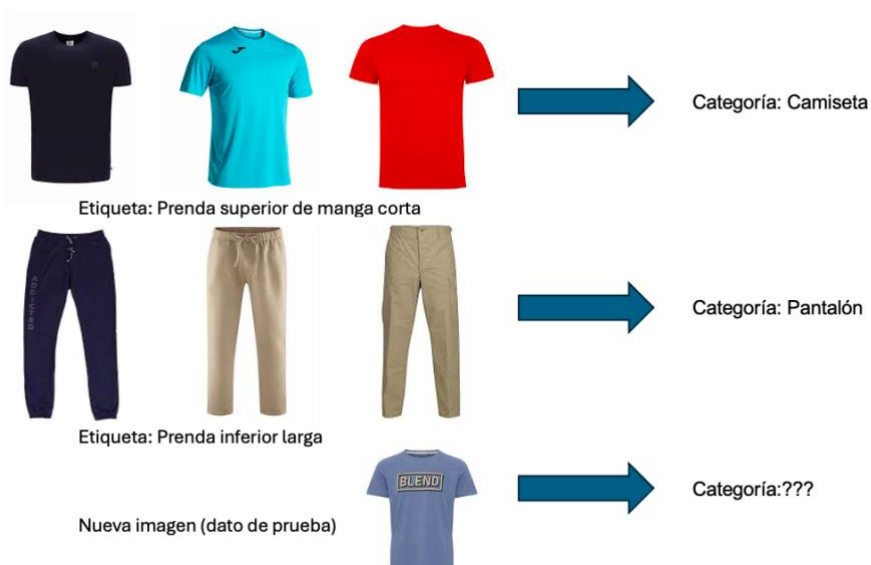 Categoría: Camiseta
Etiqueta: Prenda superior de manga corta
ADDICTED
Categoría: Pantalón
Etiqueta: Prenda inferior larga
BLEND
Categoría:???
Nueva imagen (dato de prueba)